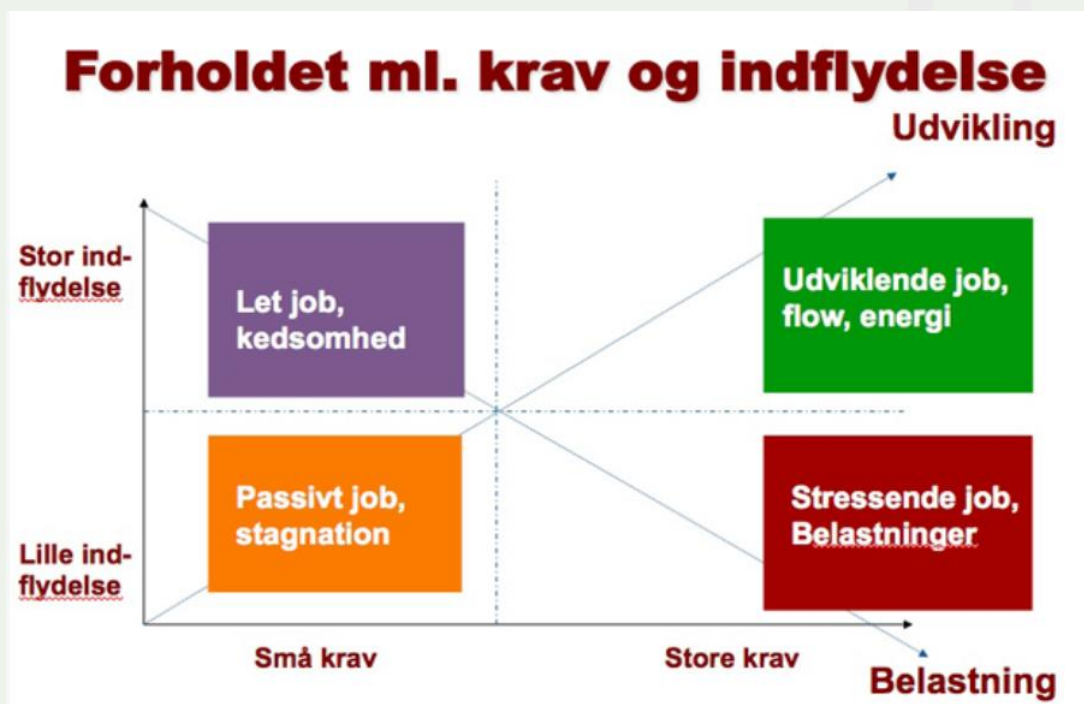 Forholdet ml. krav og indflydelse
Udvikling
Stor ind-
flydelse
Let job,
kedsomhed
Udviklende job,
flow, energi
Passivt job,
stagnation
Stressende job,
Belastninger
Lille ind-
flydelse
Små krav
Store krav
Belastning